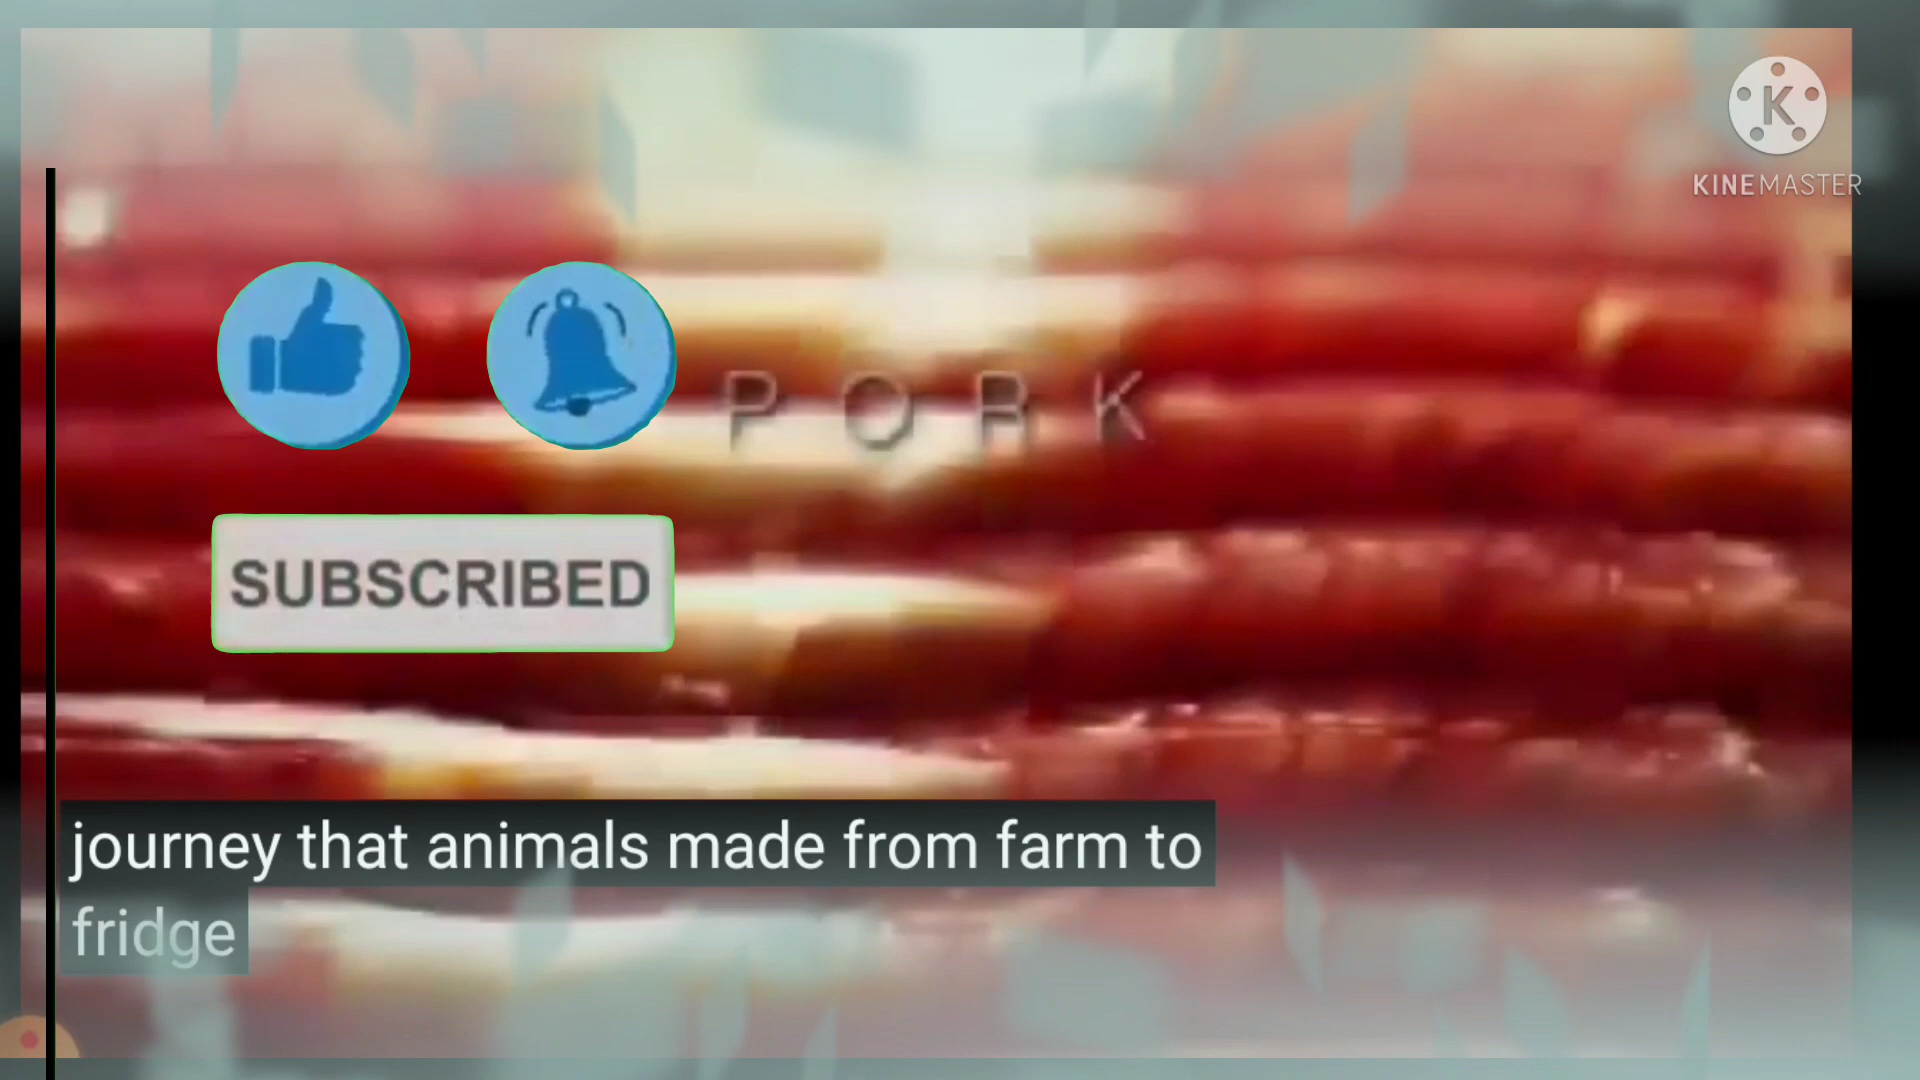 KINEMASTER
PORK
SUBSCRIBED
journey that animals made from farm to
fridge